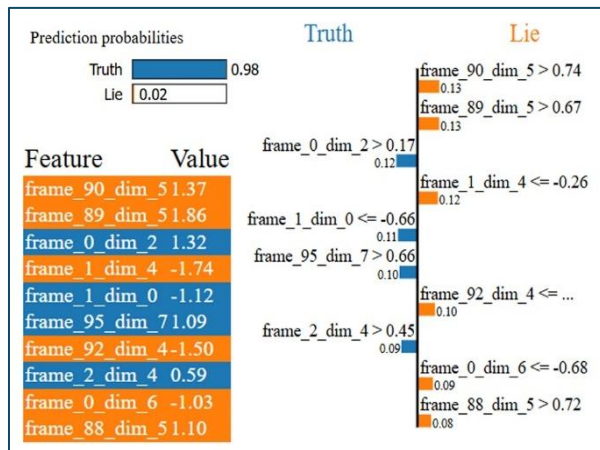 Prediction probabilities
Truth 0.98
Lie 0.02
Feature Value
frame_90_dim_5 1.37
frame_89_dim_5 1.86
frame_0_dim_2 1.32
frame_1_dim_4 -1.74
frame_1_dim_0 -1.12
frame_95_dim_7 1.09
frame_92_dim_4 -1.50
frame_2_dim_4 0.59
frame_0_dim_6 -1.03
frame_88_dim_5 1.10
Truth Lie
frame_90_dim_5 > 0.74
0.13
frame_89_dim_5 > 0.67
0.13
frame_0_dim_2 > 0.17
0.12
frame_1_dim_4 <= -0.26
0.12
frame_1_dim_0 <= -0.66
0.11
frame_95_dim_7 > 0.66
0.10
frame_92_dim_4 <= ...
0.10
frame_2_dim_4 > 0.45
0.09
frame_0_dim_6 <= -0.68
0.09
frame_88_dim_5 > 0.72
0.08